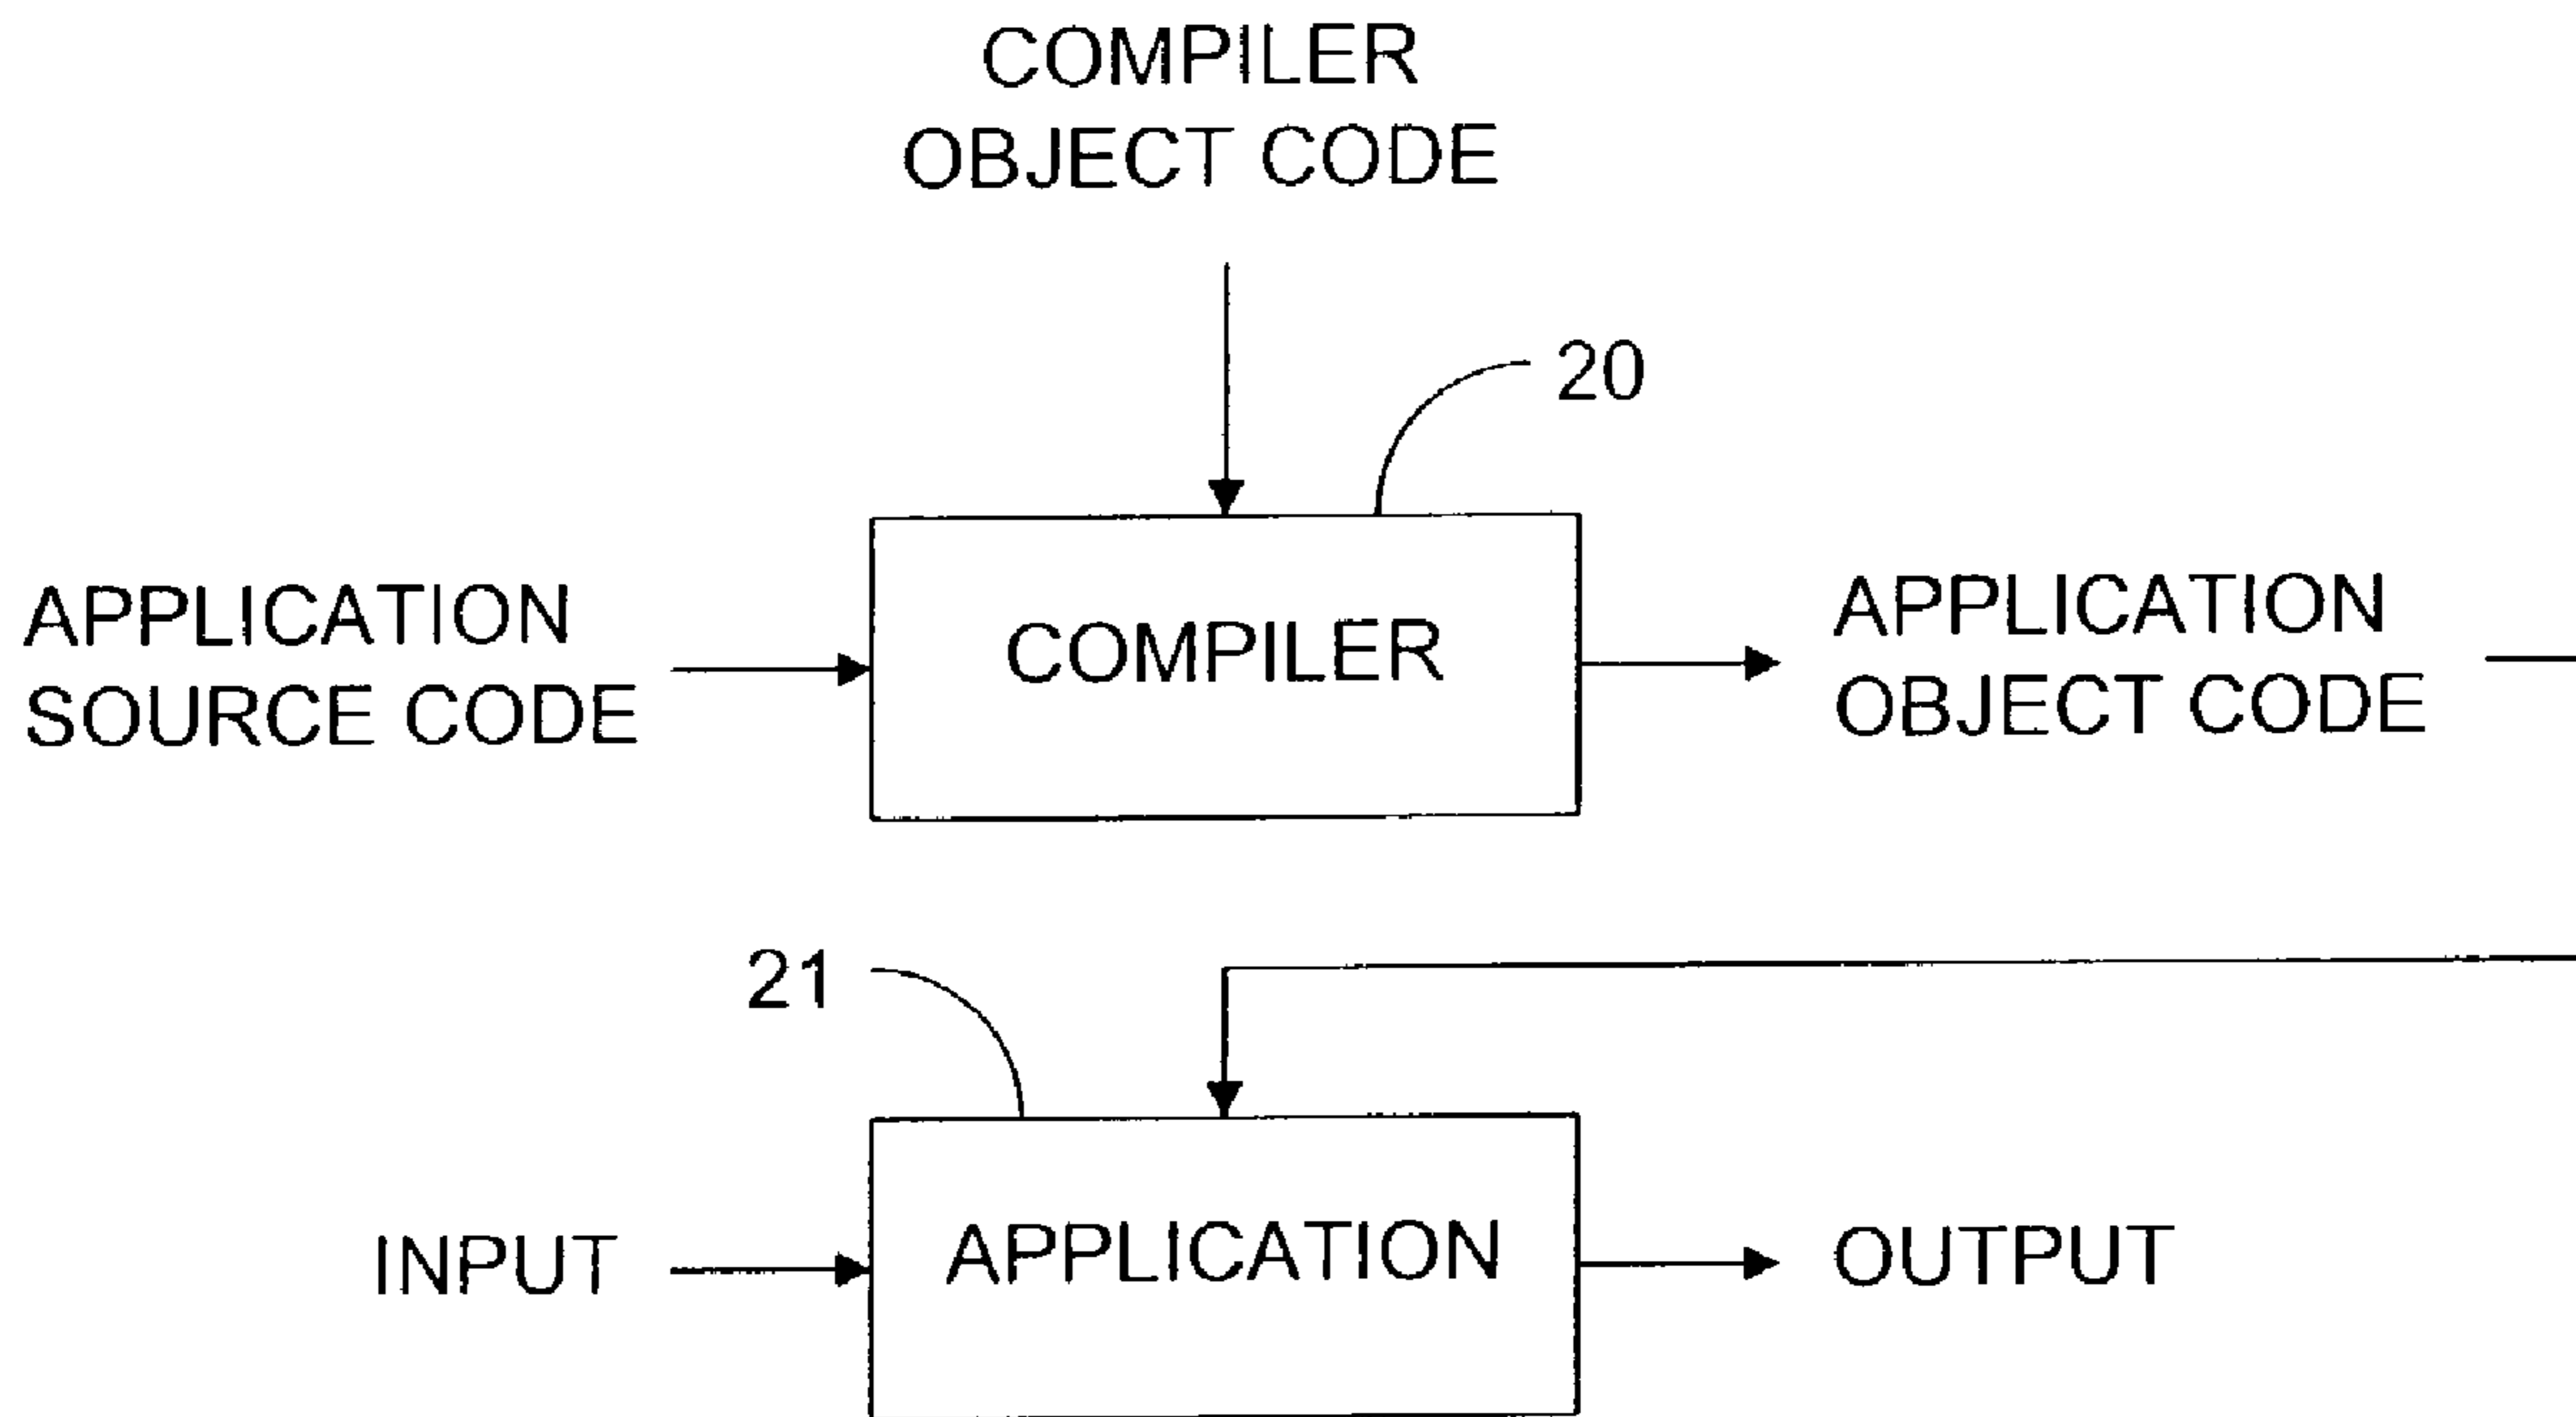 COMPILER
OBJECT CODE
20
APPLICATION
SOURCE CODE
COMPILER
APPLICATION
OBJECT CODE
21
INPUT
APPLICATION
OUTPUT